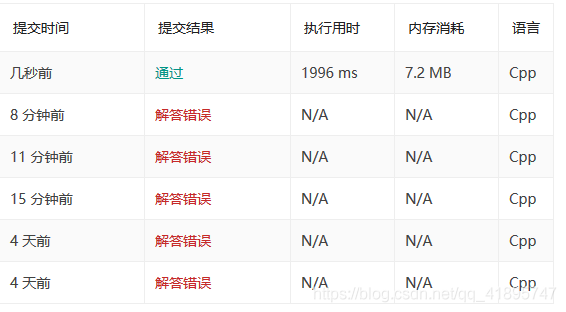 提交时间 提交结果 执行用时 内存消耗 语言
几秒前 通过 1996 ms 7.2 MB Cpp
8 分钟前 解答错误 N/A N/A Cpp
11 分钟前 解答错误 N/A N/A Cpp
15 分钟前 解答错误 N/A N/A Cpp
4 天前 解答错误 N/A N/A Cpp
4 天前 解答错误 N/A N/A Cpp
https://blog.csdn.net/qq_41895747